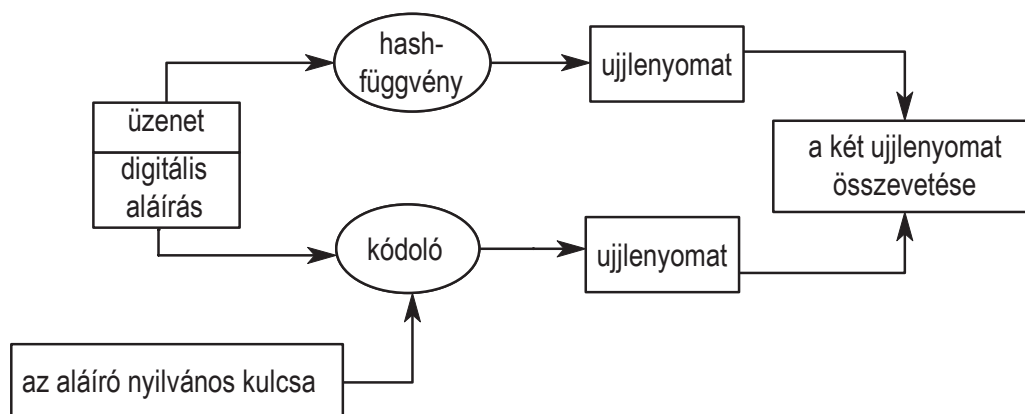 hash-
függvény
ujjlenyomat
üzenet
digitális
aláírás
a két ujjlenyomat
összevetése
kódoló
ujjlenyomat
az aláíró nyilvános kulcsa